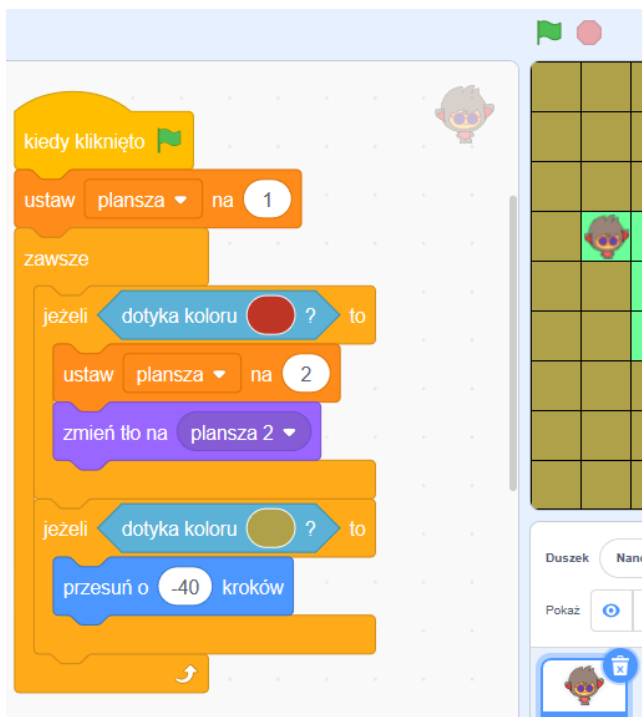 kiedy kliknięto
ustaw plansza na 1
zawsze
jeżeli dotyka koloru ? to
ustaw plansza na 2
zmień tło na plansza 2
jeżeli dotyka koloru ? to
przesuń o -40 kroków
Duszek
Pokaż